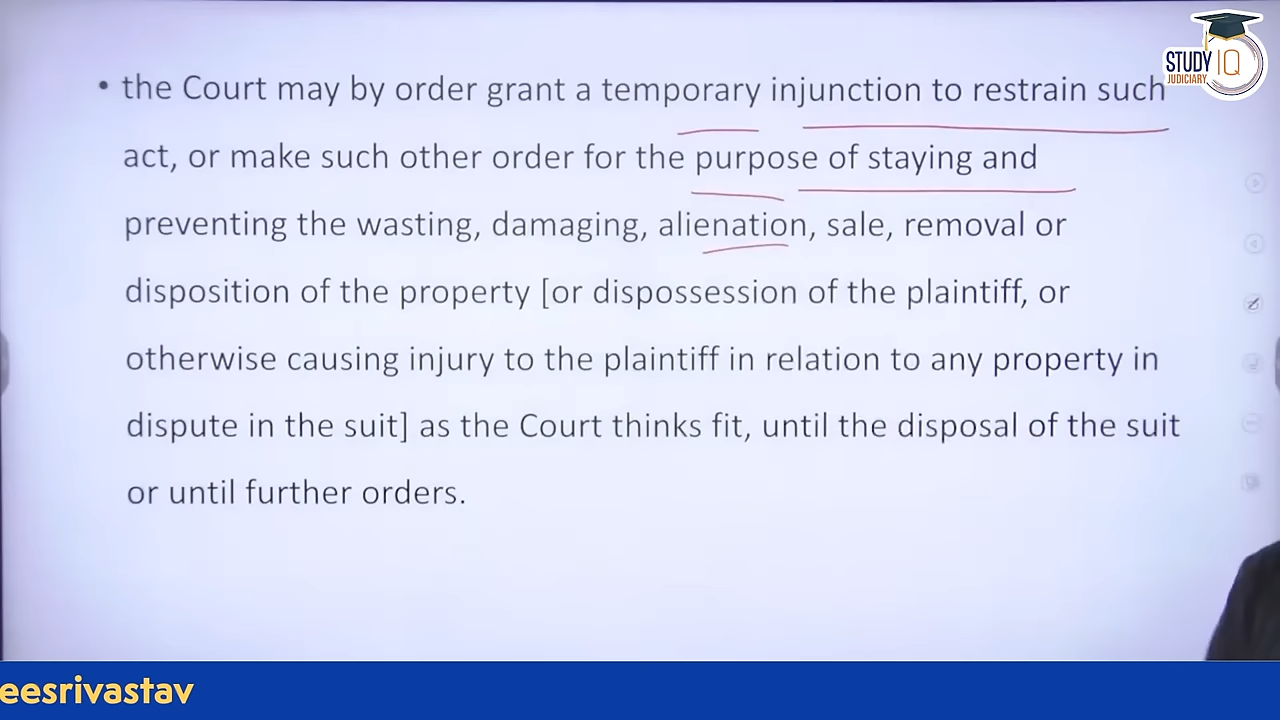 STUDY IQ
JUDICIARY
• the Court may by order grant a temporary injunction to restrain such
act, or make such other order for the purpose of staying and
preventing the wasting, damaging, alienation, sale, removal or
disposition of the property [or dispossession of the plaintiff, or
otherwise causing injury to the plaintiff in relation to any property in
dispute in the suit] as the Court thinks fit, until the disposal of the suit
or until further orders.
eesrivastav